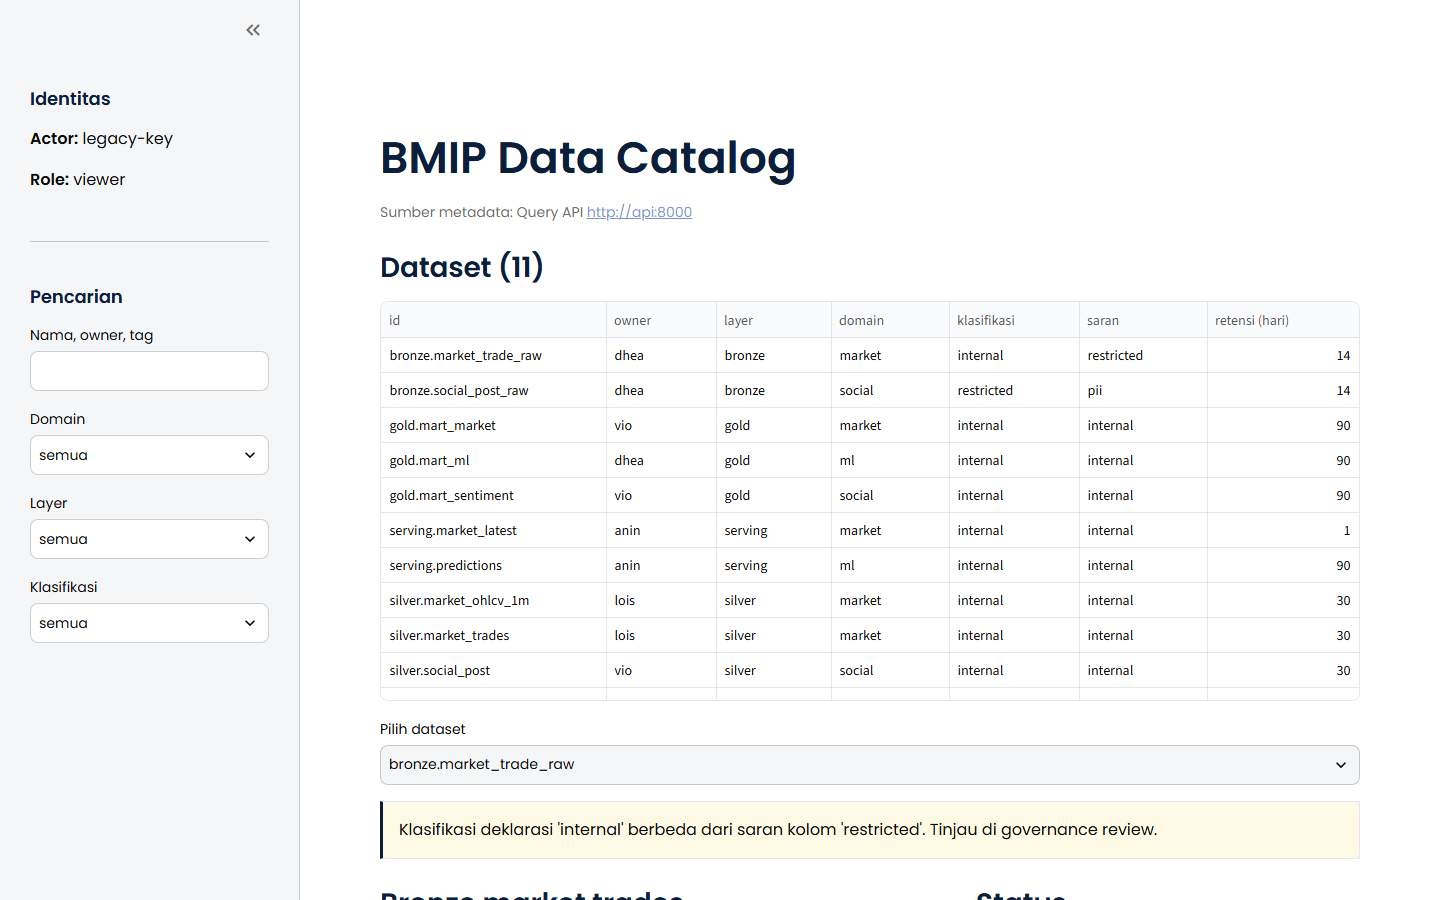 Identitas
Actor: legacy-key
Role: viewer
Pencarian
Nama, owner, tag
Domain
semua
Layer
semua
Klasifikasi
semua
BMIP Data Catalog
Sumber metadata: Query API http://api:8000
Dataset (11)
id owner layer domain klasifikasi saran retensi (hari)
bronze.market_trade_raw dhea bronze market internal restricted 14
bronze.social_post_raw dhea bronze social restricted pii 14
gold.mart_market vio gold market internal internal 90
gold.mart_ml dhea gold ml internal internal 90
gold.mart_sentiment vio gold social internal internal 90
serving.market_latest anin serving market internal internal 1
serving.predictions anin serving ml internal internal 90
silver.market_ohlcv_1m lois silver market internal internal 30
silver.market_trades lois silver market internal internal 30
silver.social_post vio silver social internal internal 30
Pilih dataset
bronze.market_trade_raw
Klasifikasi deklarasi 'internal' berbeda dari saran kolom 'restricted'. Tinjau di governance review.
Bronze market trades Status